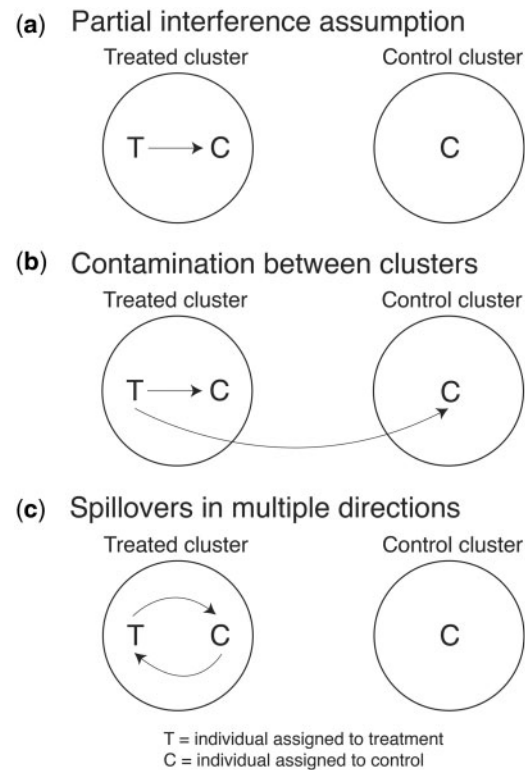 (a) Partial interference assumption
Treated cluster Control cluster
T C C
(b) Contamination between clusters
Treated cluster Control cluster
T C C
(c) Spillovers in multiple directions
Treated cluster Control cluster
T C C
T = individual assigned to treatment
C = individual assigned to control